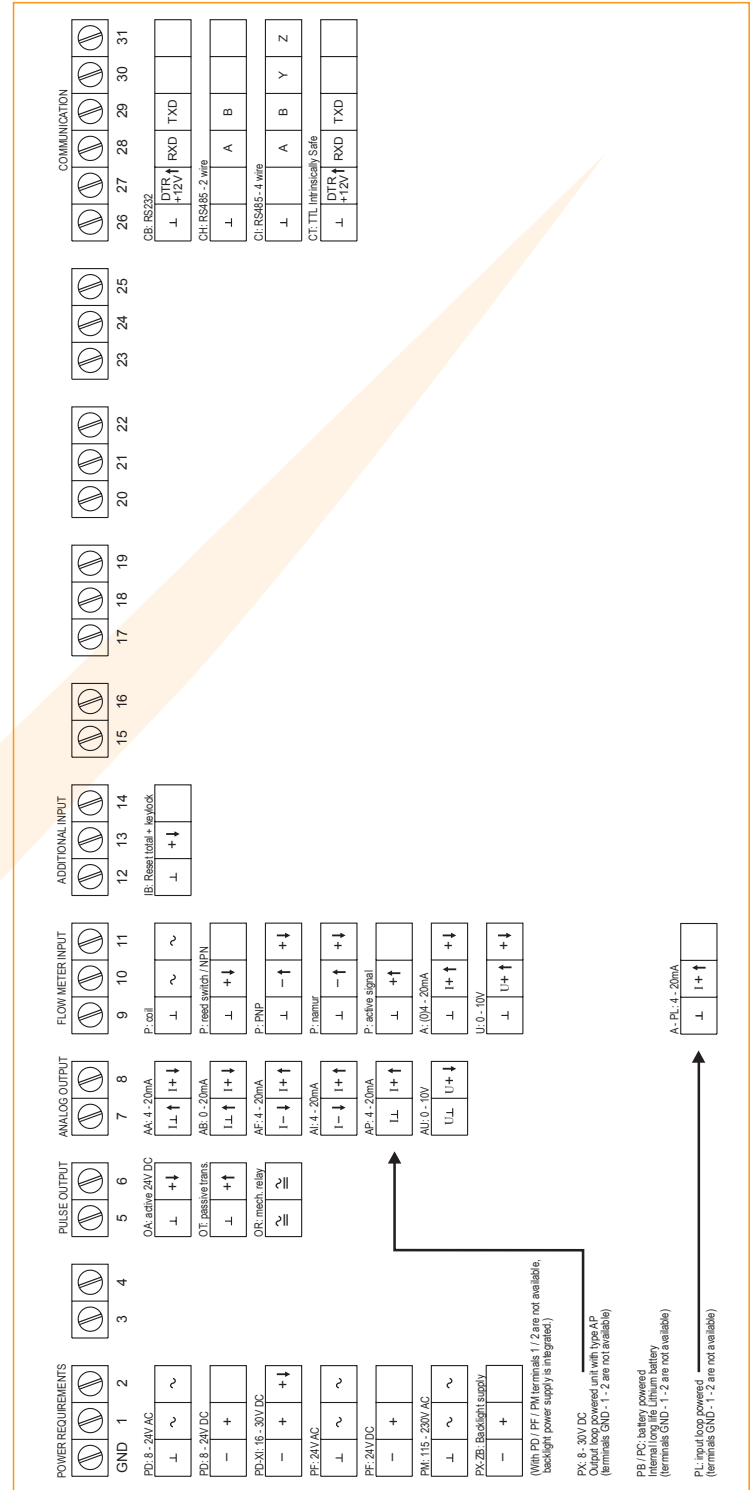 POWER REQUIREMENTS
GND 1 2
PD: 8 - 24V AC
⊥ ~ ~
PD: 8 - 24V DC
– +
PD-XI: 16 - 30V DC
– + +↓
PF: 24V AC
⊥ ~ ~
PF: 24V DC
– +
PM: 115 - 230V AC
⊥ ~ ~
PX-ZB: Backlight supply
– +
(With PD / PF / PM terminals 1 / 2 are not available,
backlight power supply is integrated.)
PX: 8 - 30V DC
Output loop powered unit with type AP
(terminals GND - 1 - 2 are not available)
PB / PC: battery powered
Internal long life Lithium battery
(terminals GND - 1 - 2 are not available)
PL: input loop powered
(terminals GND - 1 - 2 are not available)
3 4
PULSE OUTPUT
5 6
OA: active 24V DC
⊥ +↓
OT: passive trans.
⊥ +↑
OR: mech. relay
≂ ≂
ANALOG OUTPUT
7 8
AA: 4 - 20mA
I⊥↑ I+↓
AB: 0 - 20mA
I⊥↑ I+↓
AF: 4 - 20mA
I–↓ I+↑
AI: 4 - 20mA
I–↓ I+↑
AP: 4 - 20mA
I⊥ I+↑
AU: 0 - 10V
U⊥ U+↓
FLOW METER INPUT
9 10 11
P: coil
⊥ ~ ~
P: reed switch / NPN
⊥ +↓
P: PNP
⊥ –↑ +↓
P: namur
⊥ –↑ +↓
P: active signal
⊥ +↑
A: (0)4 - 20mA
⊥ I+↑ +↓
U: 0 - 10V
⊥ U+↑ +↓
A - PL: 4 - 20mA
⊥ I+↑
ADDITIONAL INPUT
12 13 14
IB: Reset total + keylock
⊥ +↓
15 16
17 18 19
20 21 22
23 24 25
COMMUNICATION
26 27 28 29 30 31
CB: RS232
⊥ DTR +12V↑ RXD TXD
CH: RS485 - 2 wire
⊥ A B
CI: RS485 - 4 wire
⊥ A B Y Z
CT: TTL Intrinsically Safe
⊥ DTR +12V↑ RXD TXD